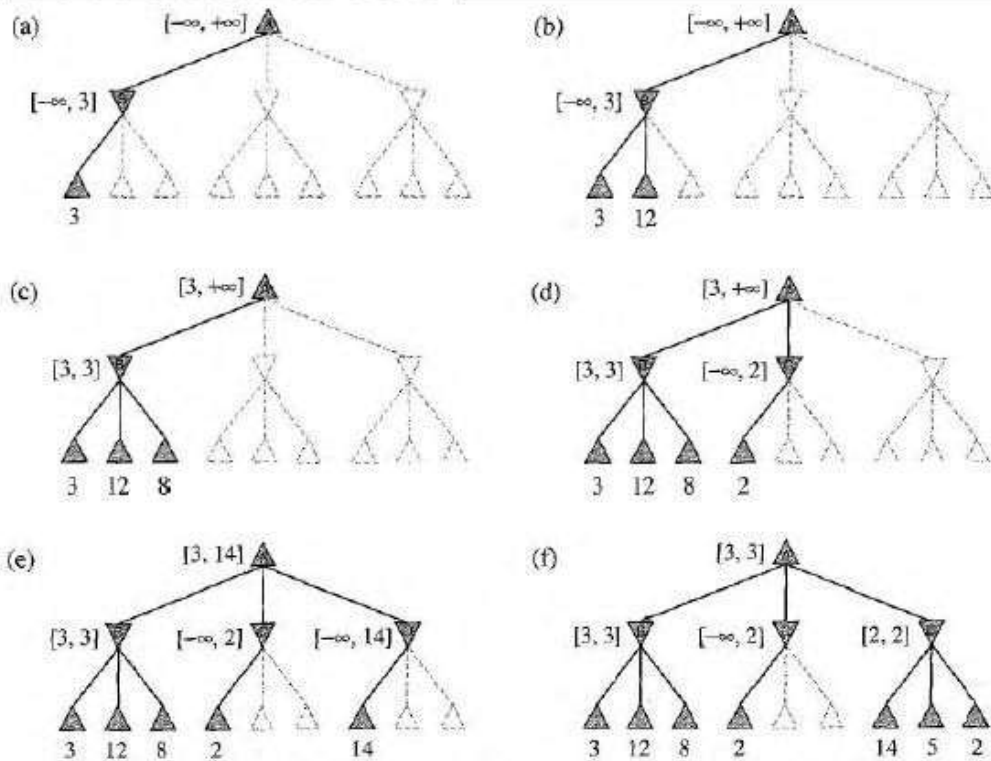 (a) [−∞, +∞]
[−∞, 3]
3
(b) [−∞, +∞]
[−∞, 3]
3 12
(c) [3, +∞]
[3, 3]
3 12 8
(d) [3, +∞]
[3, 3] [−∞, 2]
3 12 8 2
(e) [3, 14]
[3, 3] [−∞, 2] [−∞, 14]
3 12 8 2 14
(f) [3, 3]
[3, 3] [−∞, 2] [2, 2]
3 12 8 2 14 5 2